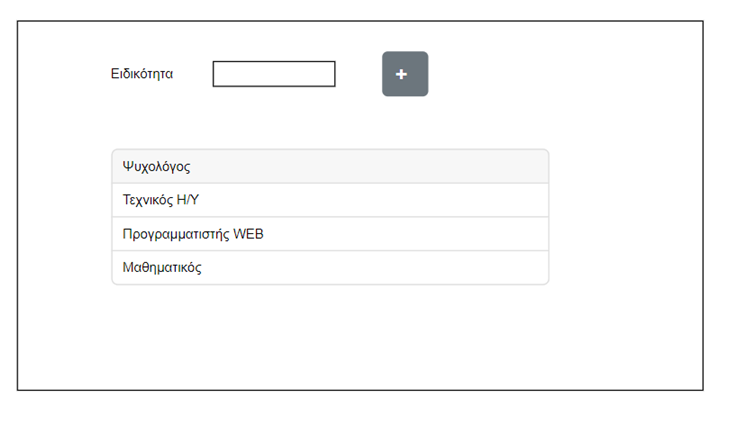 Ειδικότητα
+
Ψυχολόγος
Τεχνικός Η/Υ
Προγραμματιστής WEB
Μαθηματικός